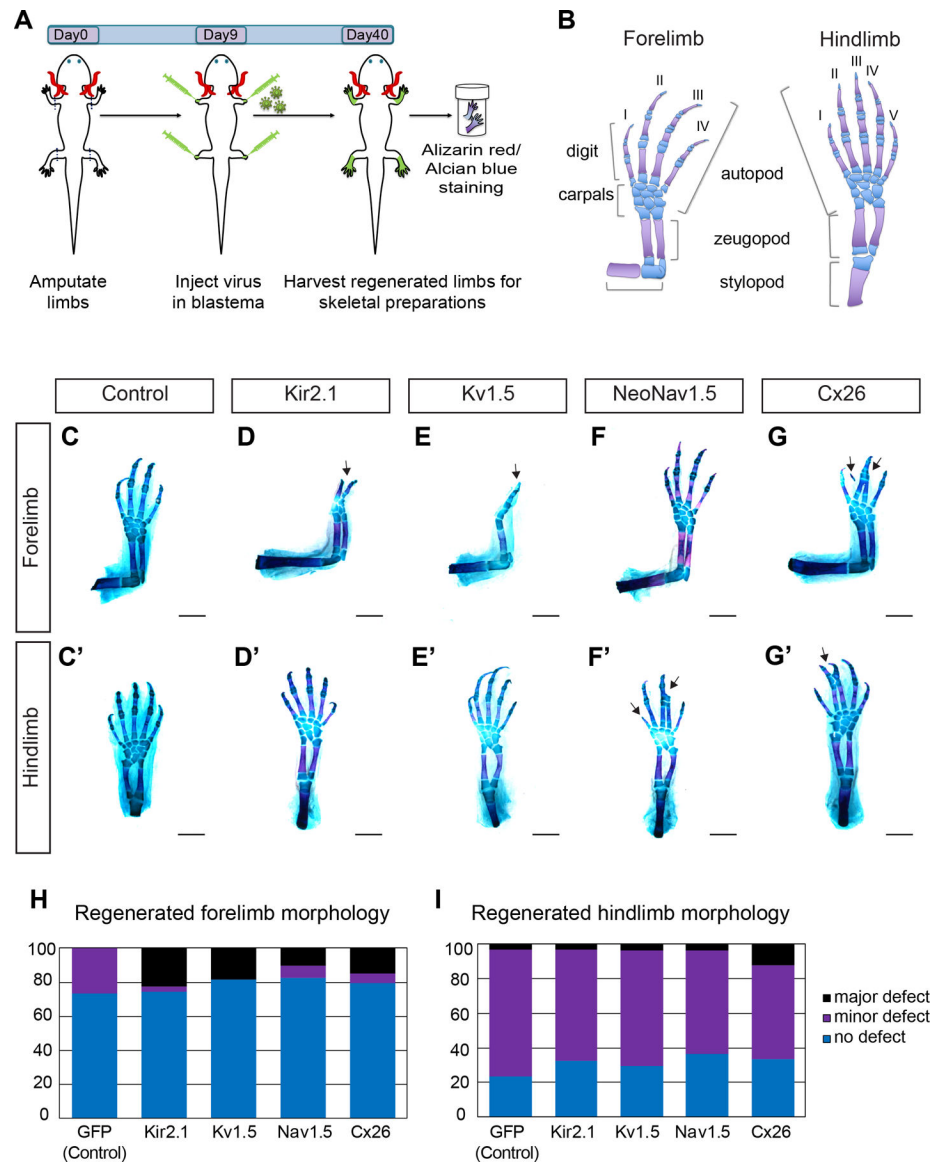 A
Day0 Day9 Day40
Alizarin red/
Alcian blue
staining
Amputate
limbs
Inject virus
in blastema
Harvest regenerated limbs for
skeletal preparations
B
Forelimb Hindlimb
I II III IV
I II III IV V
digit
carpals
autopod
zeugopod
stylopod
Control Kir2.1 Kv1.5 NeoNav1.5 Cx26
Forelimb
C D E F G
Hindlimb
C' D' E' F' G'
H
Regenerated forelimb morphology
100
80
60
40
20
0
GFP Kir2.1 Kv1.5 Nav1.5 Cx26
(Control)
I
Regenerated hindlimb morphology
100
80
60
40
20
0
GFP Kir2.1 Kv1.5 Nav1.5 Cx26
(Control)
major defect
minor defect
no defect